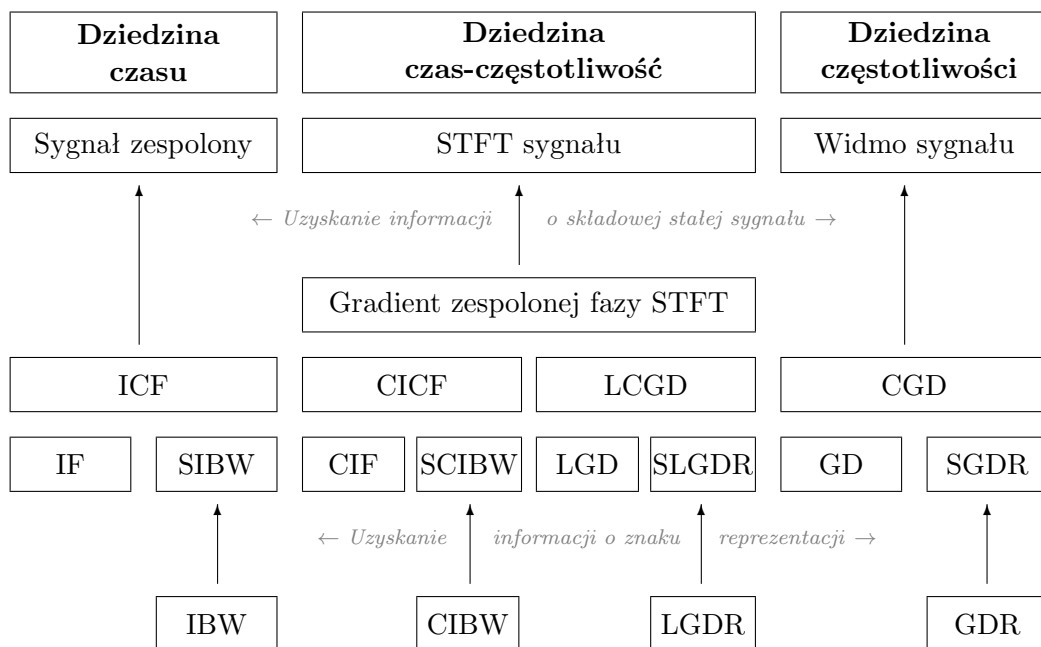 Dziedzina
czasu
Dziedzina
czas-częstotliwość
Dziedzina
częstotliwości
Sygnał zespolony
STFT sygnału
Widmo sygnału
← Uzyskanie informacji
o składowej stałej sygnału →
Gradient zespolonej fazy STFT
ICF
CICF
LCGD
CGD
IF
SIBW
CIF
SCIBW
LGD
SLGDR
GD
SGDR
← Uzyskanie
informacji o znaku
reprezentacji →
IBW
CIBW
LGDR
GDR